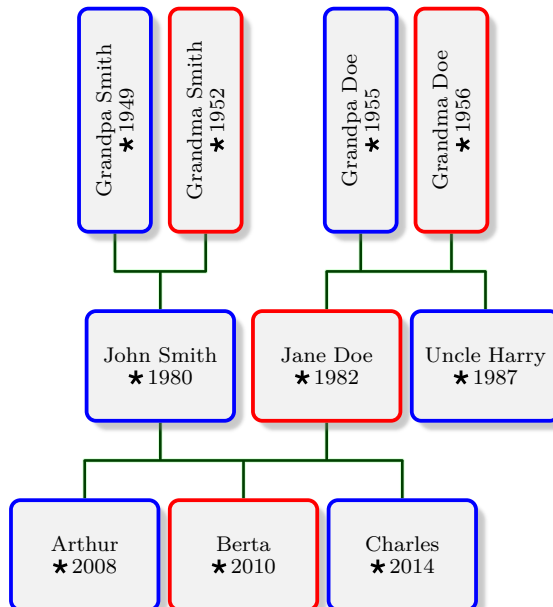 Grandpa Smith
★ 1949
Grandma Smith
★ 1952
Grandpa Doe
★ 1955
Grandma Doe
★ 1956
John Smith
★ 1980
Jane Doe
★ 1982
Uncle Harry
★ 1987
Arthur
★ 2008
Berta
★ 2010
Charles
★ 2014